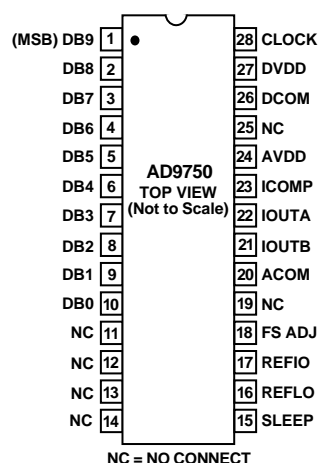 (MSB) DB9 1 28 CLOCK
DB8 2 27 DVDD
DB7 3 26 DCOM
DB6 4 25 NC
DB5 5 24 AVDD
DB4 6 23 ICOMP
DB3 7 22 IOUTA
DB2 8 21 IOUTB
DB1 9 20 ACOM
DB0 10 19 NC
NC 11 18 FS ADJ
NC 12 17 REFIO
NC 13 16 REFLO
NC 14 15 SLEEP
AD9750
TOP VIEW
(Not to Scale)
NC = NO CONNECT